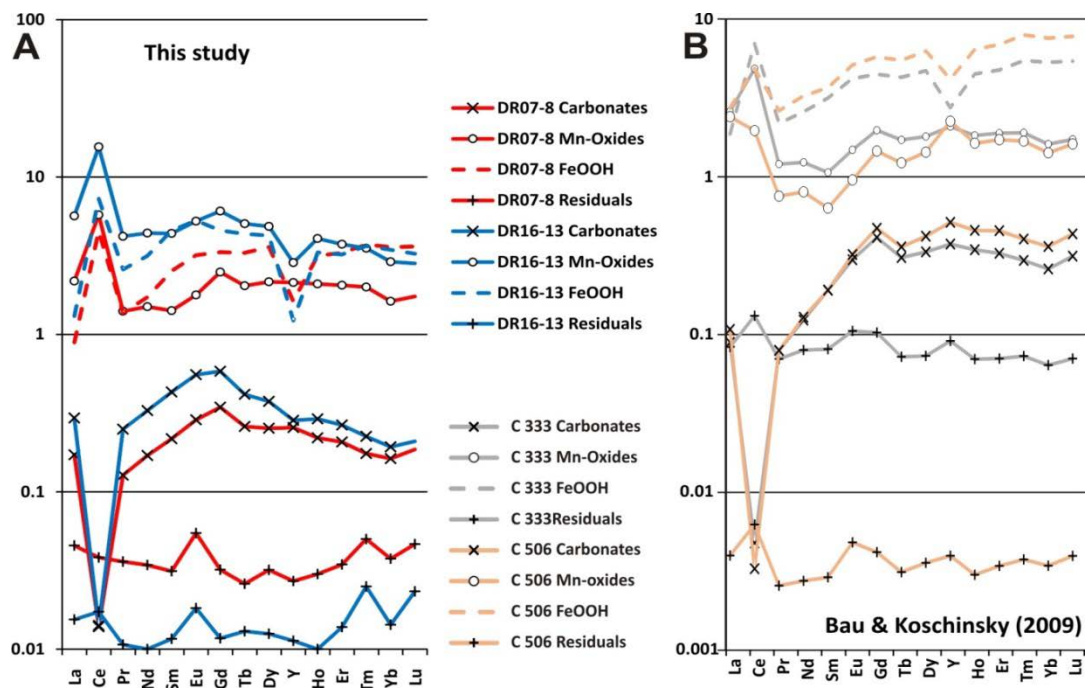 100
A
This study
10
1
0.1
0.01
La Ce Pr Nd Sm Eu Gd Tb Dy Y Ho Er Tm Yb Lu
DR07-8 Carbonates
DR07-8 Mn-Oxides
DR07-8 FeOOH
DR07-8 Residuals
DR16-13 Carbonates
DR16-13 Mn-Oxides
DR16-13 FeOOH
DR16-13 Residuals
C 333 Carbonates
C 333 Mn-Oxides
C 333 FeOOH
C 333Residuals
C 506 Carbonates
C 506 Mn-oxides
C 506 FeOOH
C 506 Residuals
10
B
1
0.1
0.01
0.001
Bau & Koschinsky (2009)
La Ce Pr Nd Sm Eu Gd Tb Dy Y Ho Er Tm Yb Lu